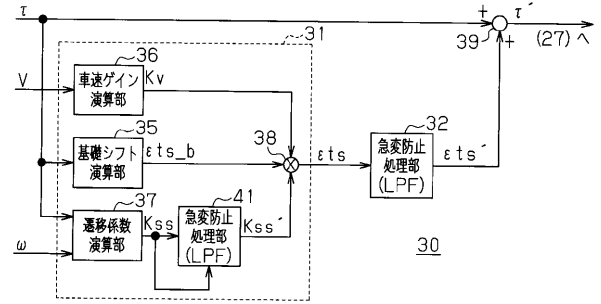 τ
31
+
τ´
39
(27)へ
+
36
車速ゲイン
演算部
Kv
V
35
基礎シフト
演算部
εts_b
38
εts
32
急変防止
処理部
(LPF)
εts´
37
遷移係数
演算部
Kss
41
急変防止
処理部
(LPF)
Kss´
ω
30